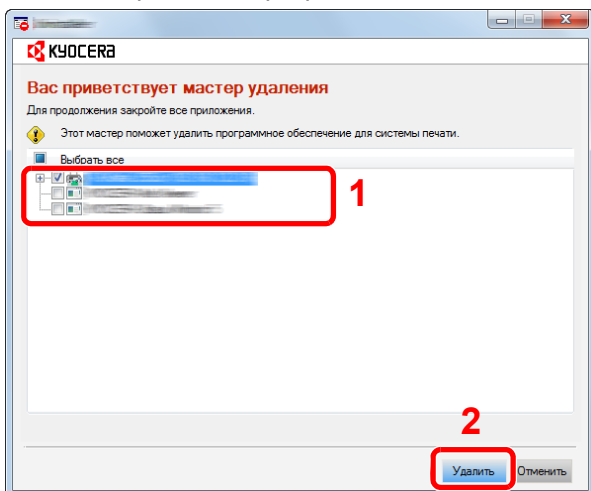 KYOCERA
Вас приветствует мастер удаления
Для продолжения закройте все приложения.
Этот мастер поможет удалить программное обеспечение для системы печати.
Выбрать все
1
2
Удалить Отменить